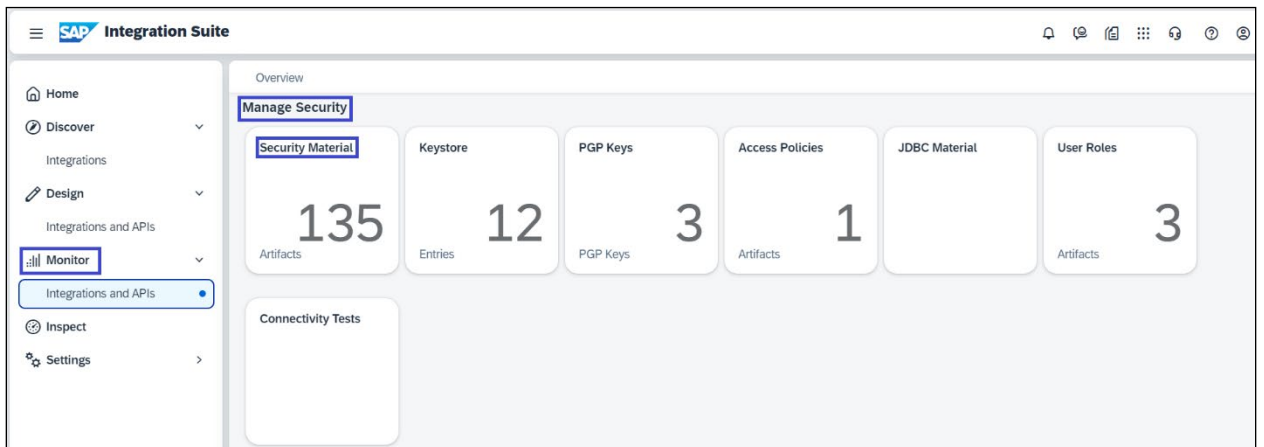 SAP Integration Suite
Home
Discover
Integrations
Design
Integrations and APIs
Monitor
Integrations and APIs
Inspect
Settings
Overview
Manage Security
Security Material
135
Artifacts
Keystore
12
Entries
PGP Keys
3
PGP Keys
Access Policies
1
Artifacts
JDBC Material
User Roles
3
Artifacts
Connectivity Tests